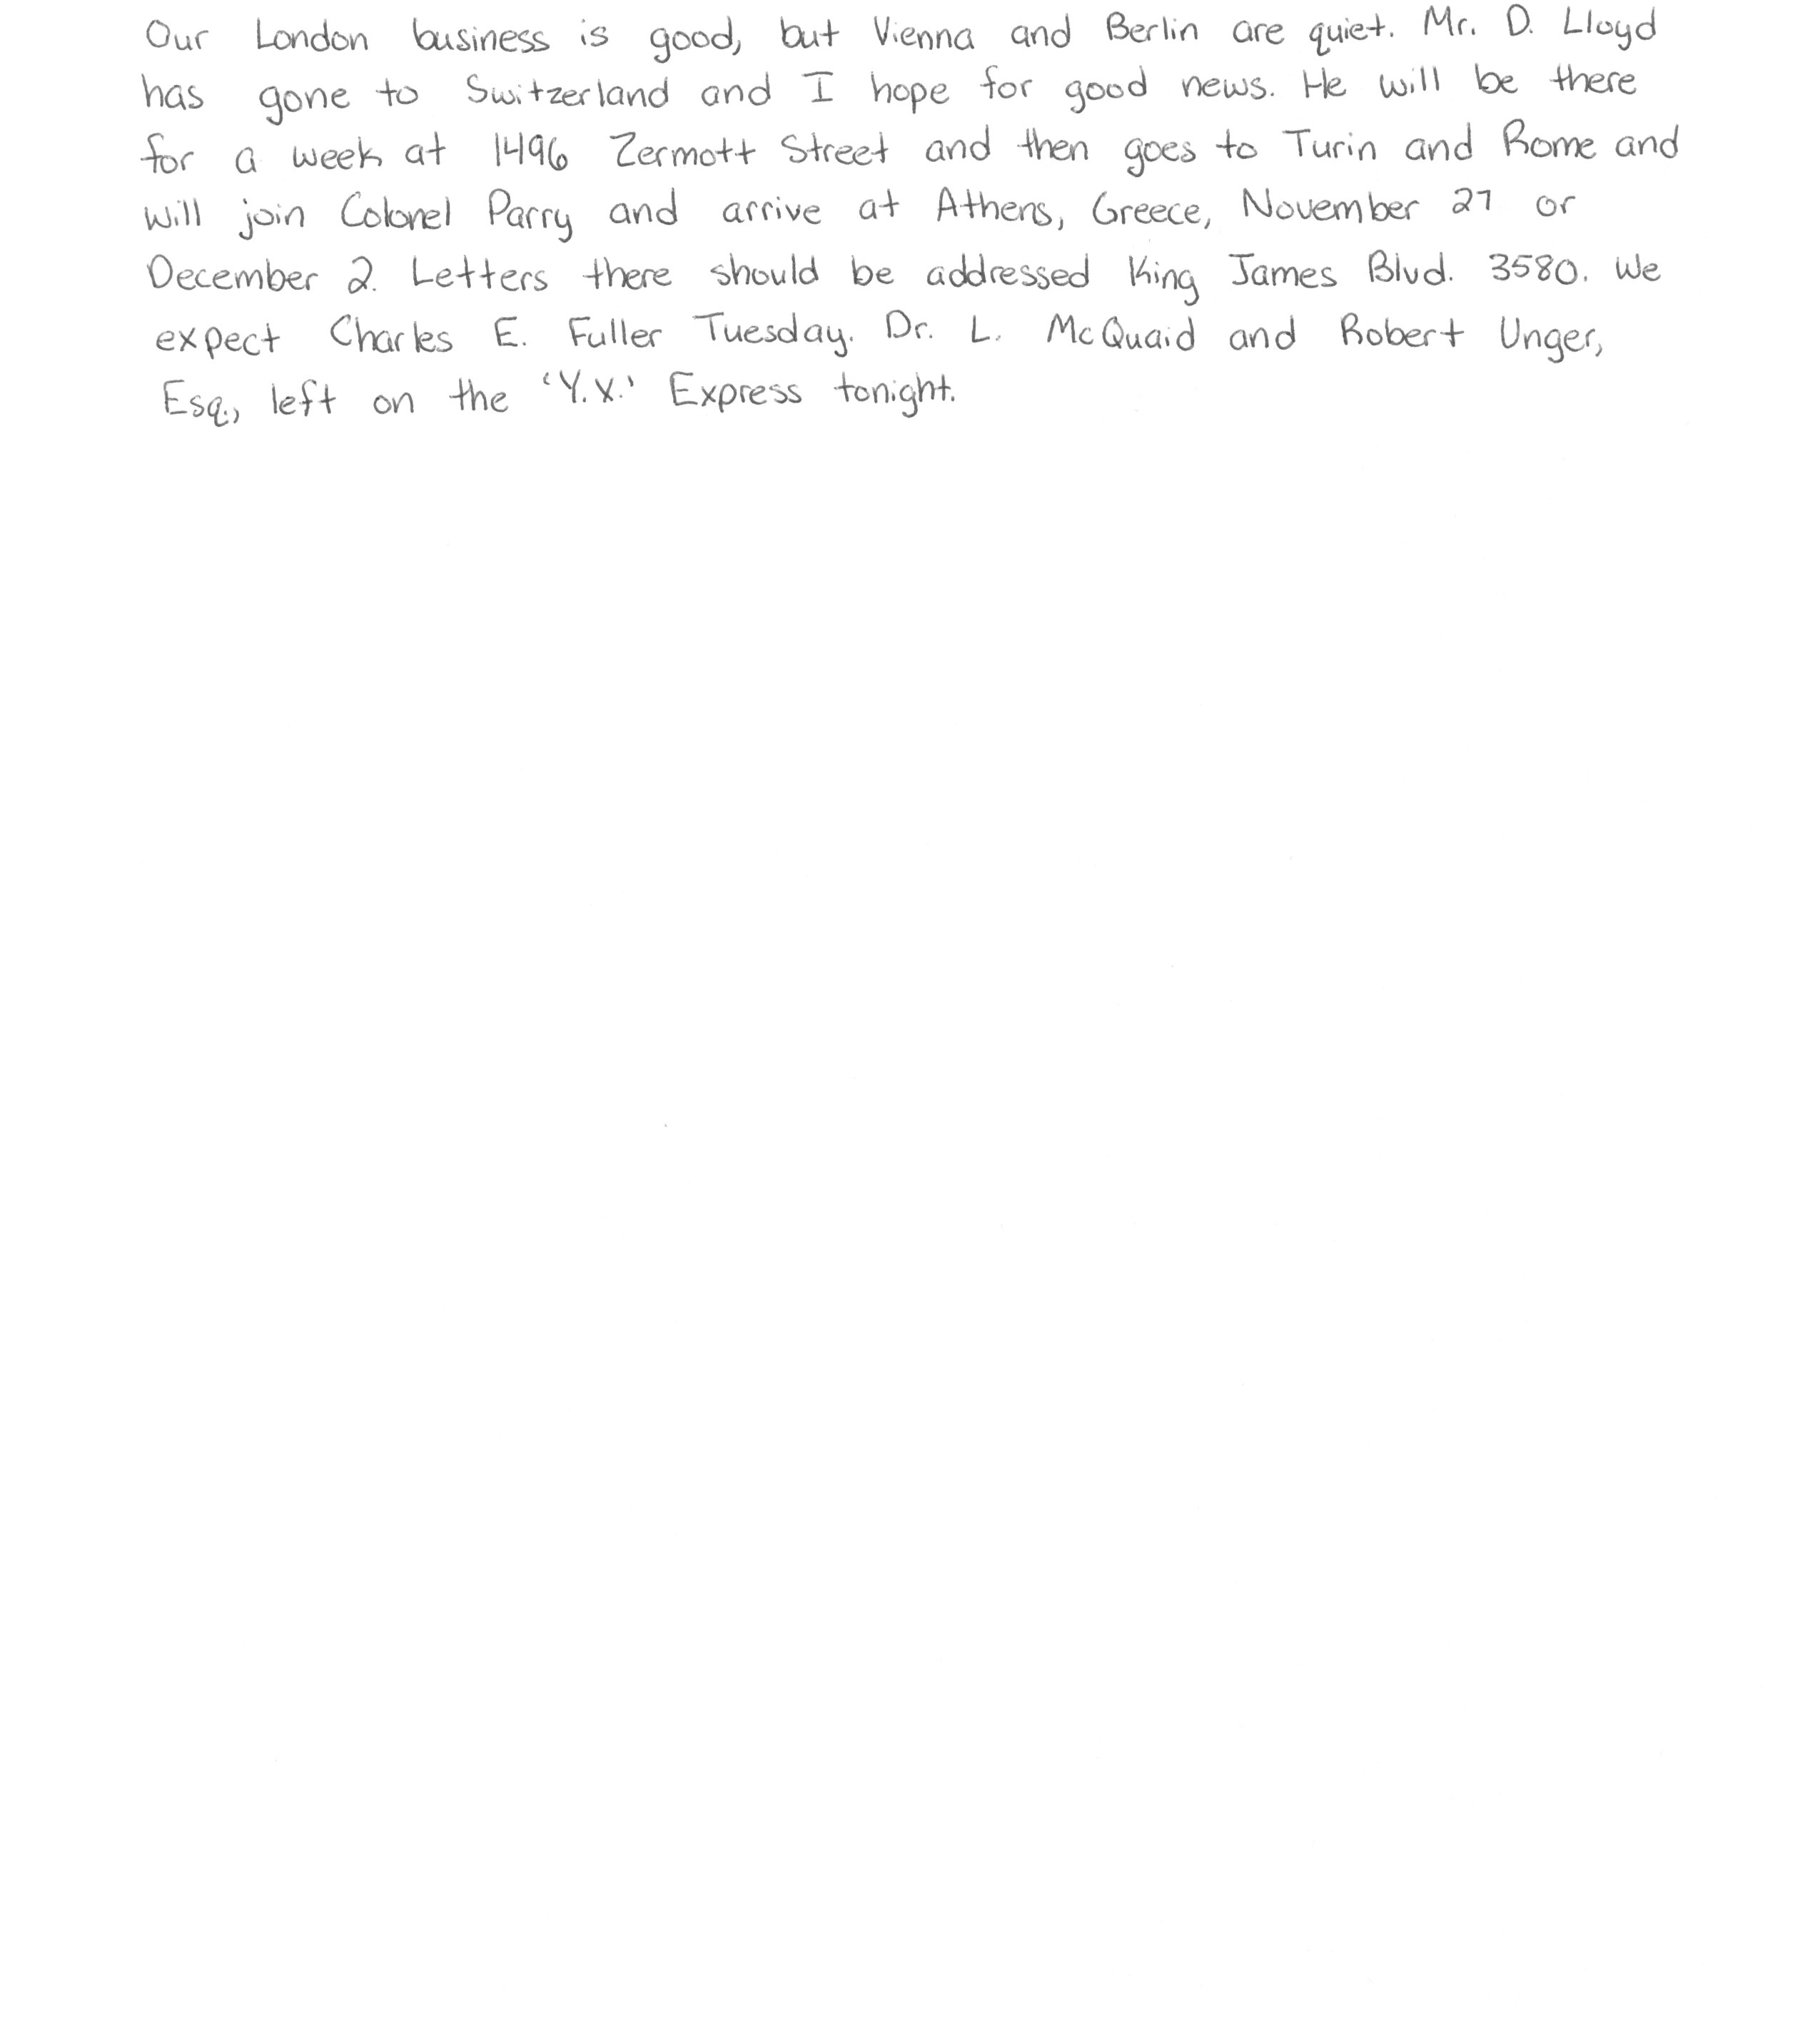 Our London business is good, but Vienna and Berlin are quiet. Mr. D. Lloyd
has gone to Switzerland and I hope for good news. He will be there
for a week at 1496 Zermott Street and then goes to Turin and Rome and
will join Colonel Parry and arrive at Athens, Greece, November 27 or
December 2. Letters there should be addressed King James Blvd. 3580. We
expect Charles E. Fuller Tuesday. Dr. L. McQuaid and Robert Unger,
Esq., left on the 'Y.X.' Express tonight.